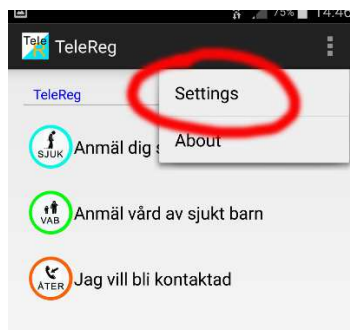 75% 14.46
Tele
R TeleReg
TeleReg
Settings
About
SJUK Anmäl dig s
VAB Anmäl vård av sjukt barn
ÅTER Jag vill bli kontaktad